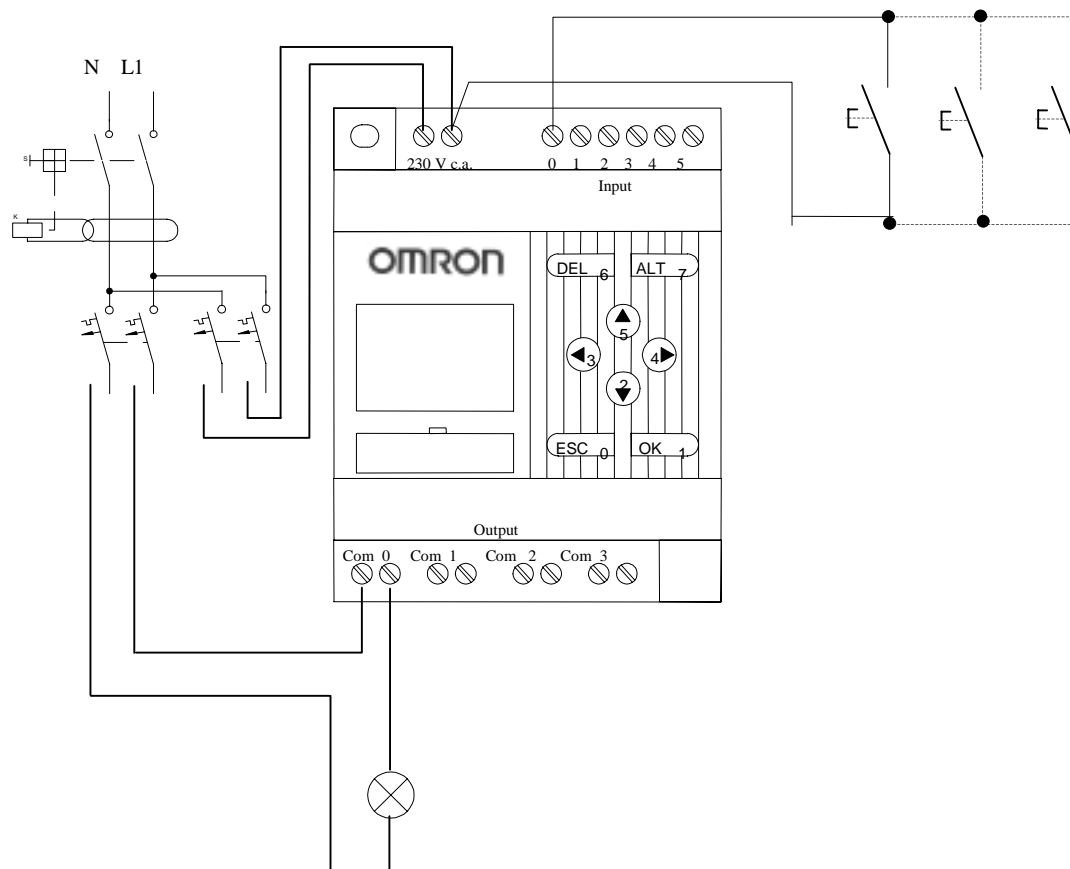 N L1
230 V c.a.
0 1 2 3 4 5
Input
S
K
OMRON
DEL 6 ALT 7
5
3 4
2
ESC 0 OK 1
Output
Com 0 Com 1 Com 2 Com 3